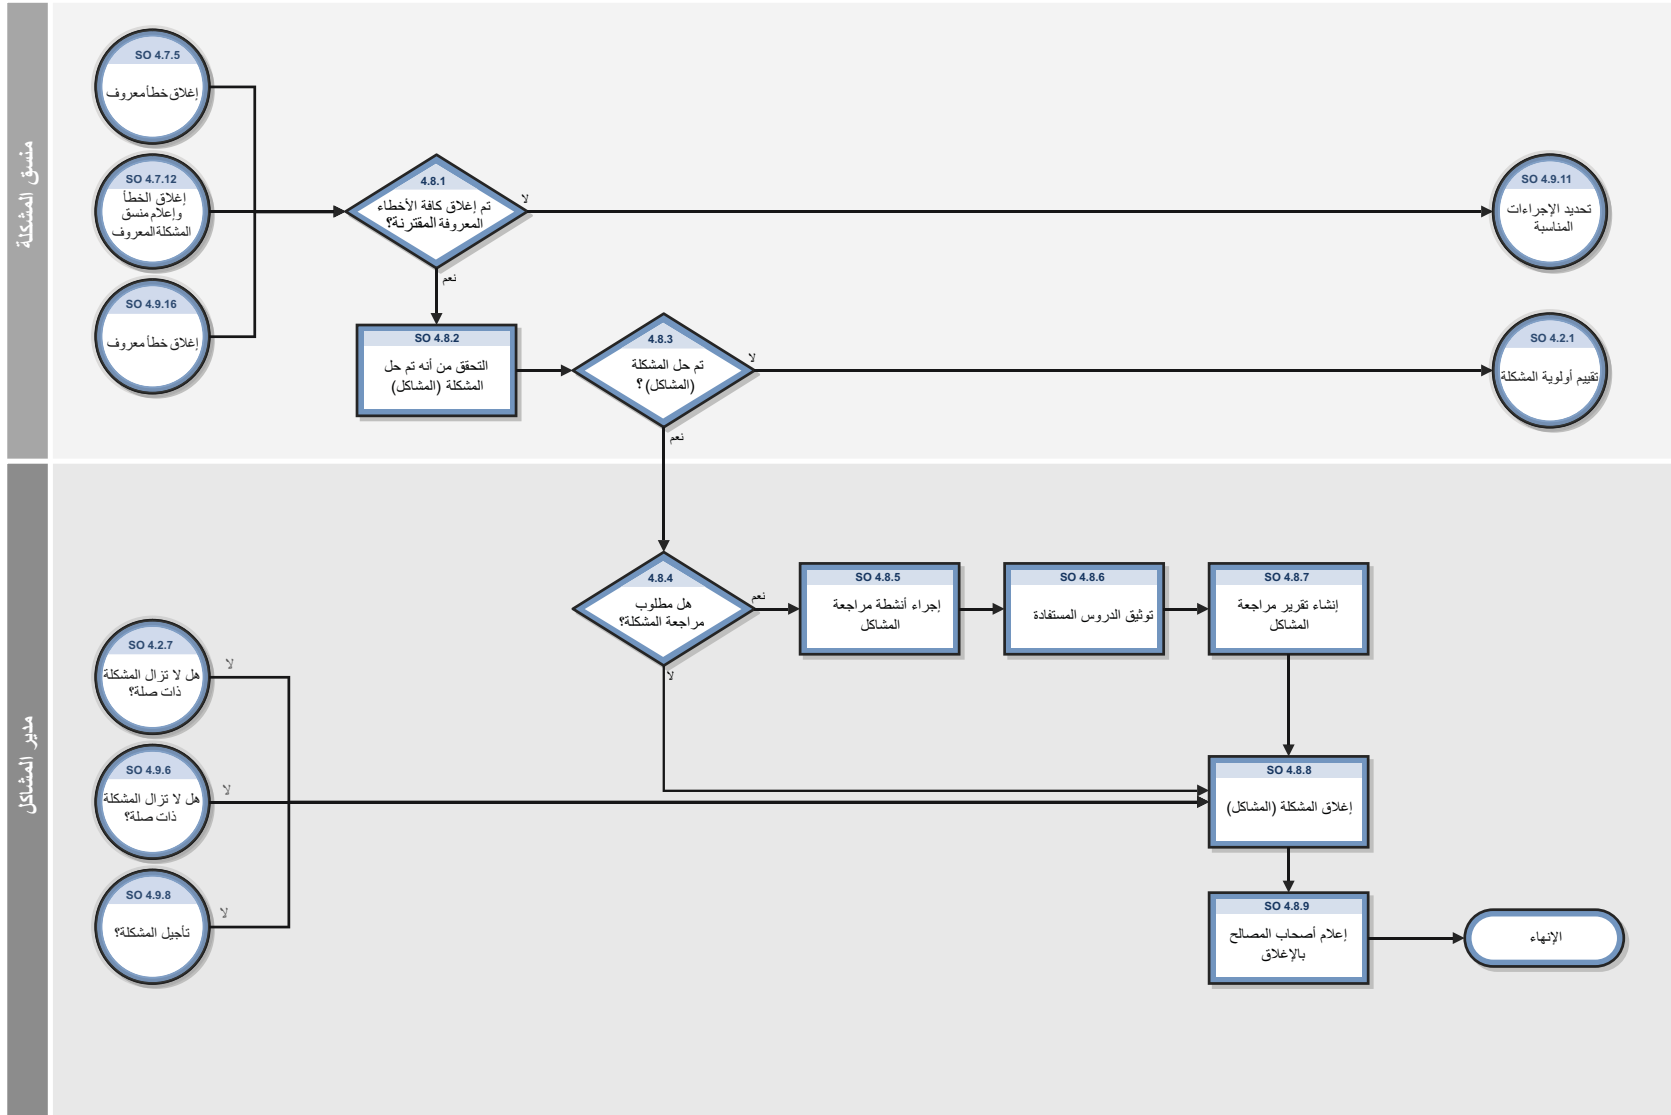 منسق المشكلة
SO 4.7.5
إغلاق خطأ معروف
SO 4.7.12
إغلاق الخطأ
وإعلام منسق
المشكلة المعروف
SO 4.9.16
إغلاق خطأ معروف
4.8.1
تم إغلاق كافة الأخطاء
المعروفة المقترنة؟
لا
نعم
SO 4.9.11
تحديد الإجراءات
المناسبة
SO 4.8.2
التحقق من أنه تم حل
المشكلة (المشاكل)
4.8.3
تم حل المشكلة
(المشاكل) ؟
لا
نعم
SO 4.2.1
تقييم أولوية المشكلة
مدير المشاكل
4.8.4
هل مطلوب
مراجعة المشكلة؟
نعم
لا
SO 4.8.5
إجراء أنشطة مراجعة
المشاكل
SO 4.8.6
توثيق الدروس المستفادة
SO 4.8.7
إنشاء تقرير مراجعة
المشاكل
SO 4.2.7
هل لا تزال المشكلة
ذات صلة؟
لا
SO 4.9.6
هل لا تزال المشكلة
ذات صلة؟
لا
SO 4.9.8
تأجيل المشكلة؟
لا
SO 4.8.8
إغلاق المشكلة (المشاكل)
SO 4.8.9
إعلام أصحاب المصالح
بالإغلاق
الإنهاء